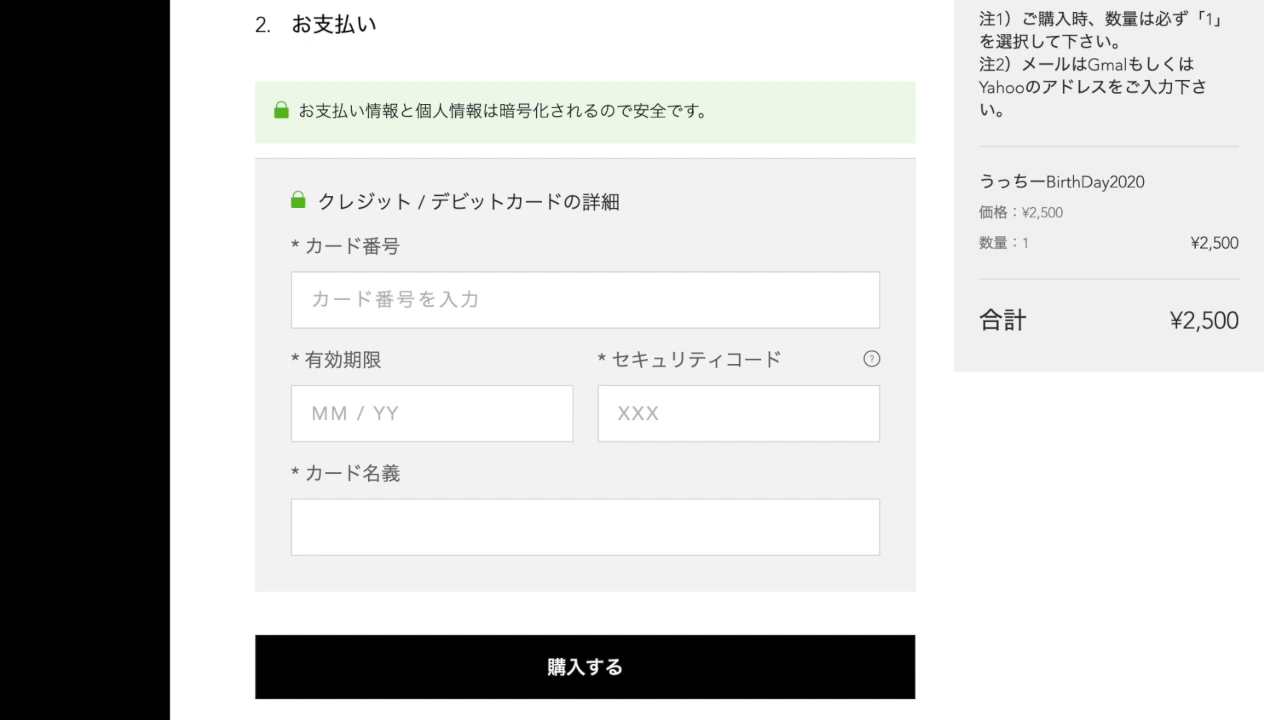 2. お支払い
お支払い情報と個人情報は暗号化されるので安全です。
クレジット / デビットカードの詳細
* カード番号
カード番号を入力
* 有効期限
* セキュリティコード
?
MM / YY
XXX
* カード名義
購入する
注1）ご購入時、数量は必ず「1」
を選択して下さい。
注2）メールはGmalもしくは
Yahooのアドレスをご入力下さ
い。
うっちーBirthDay2020
価格：¥2,500
数量：1
¥2,500
合計
¥2,500